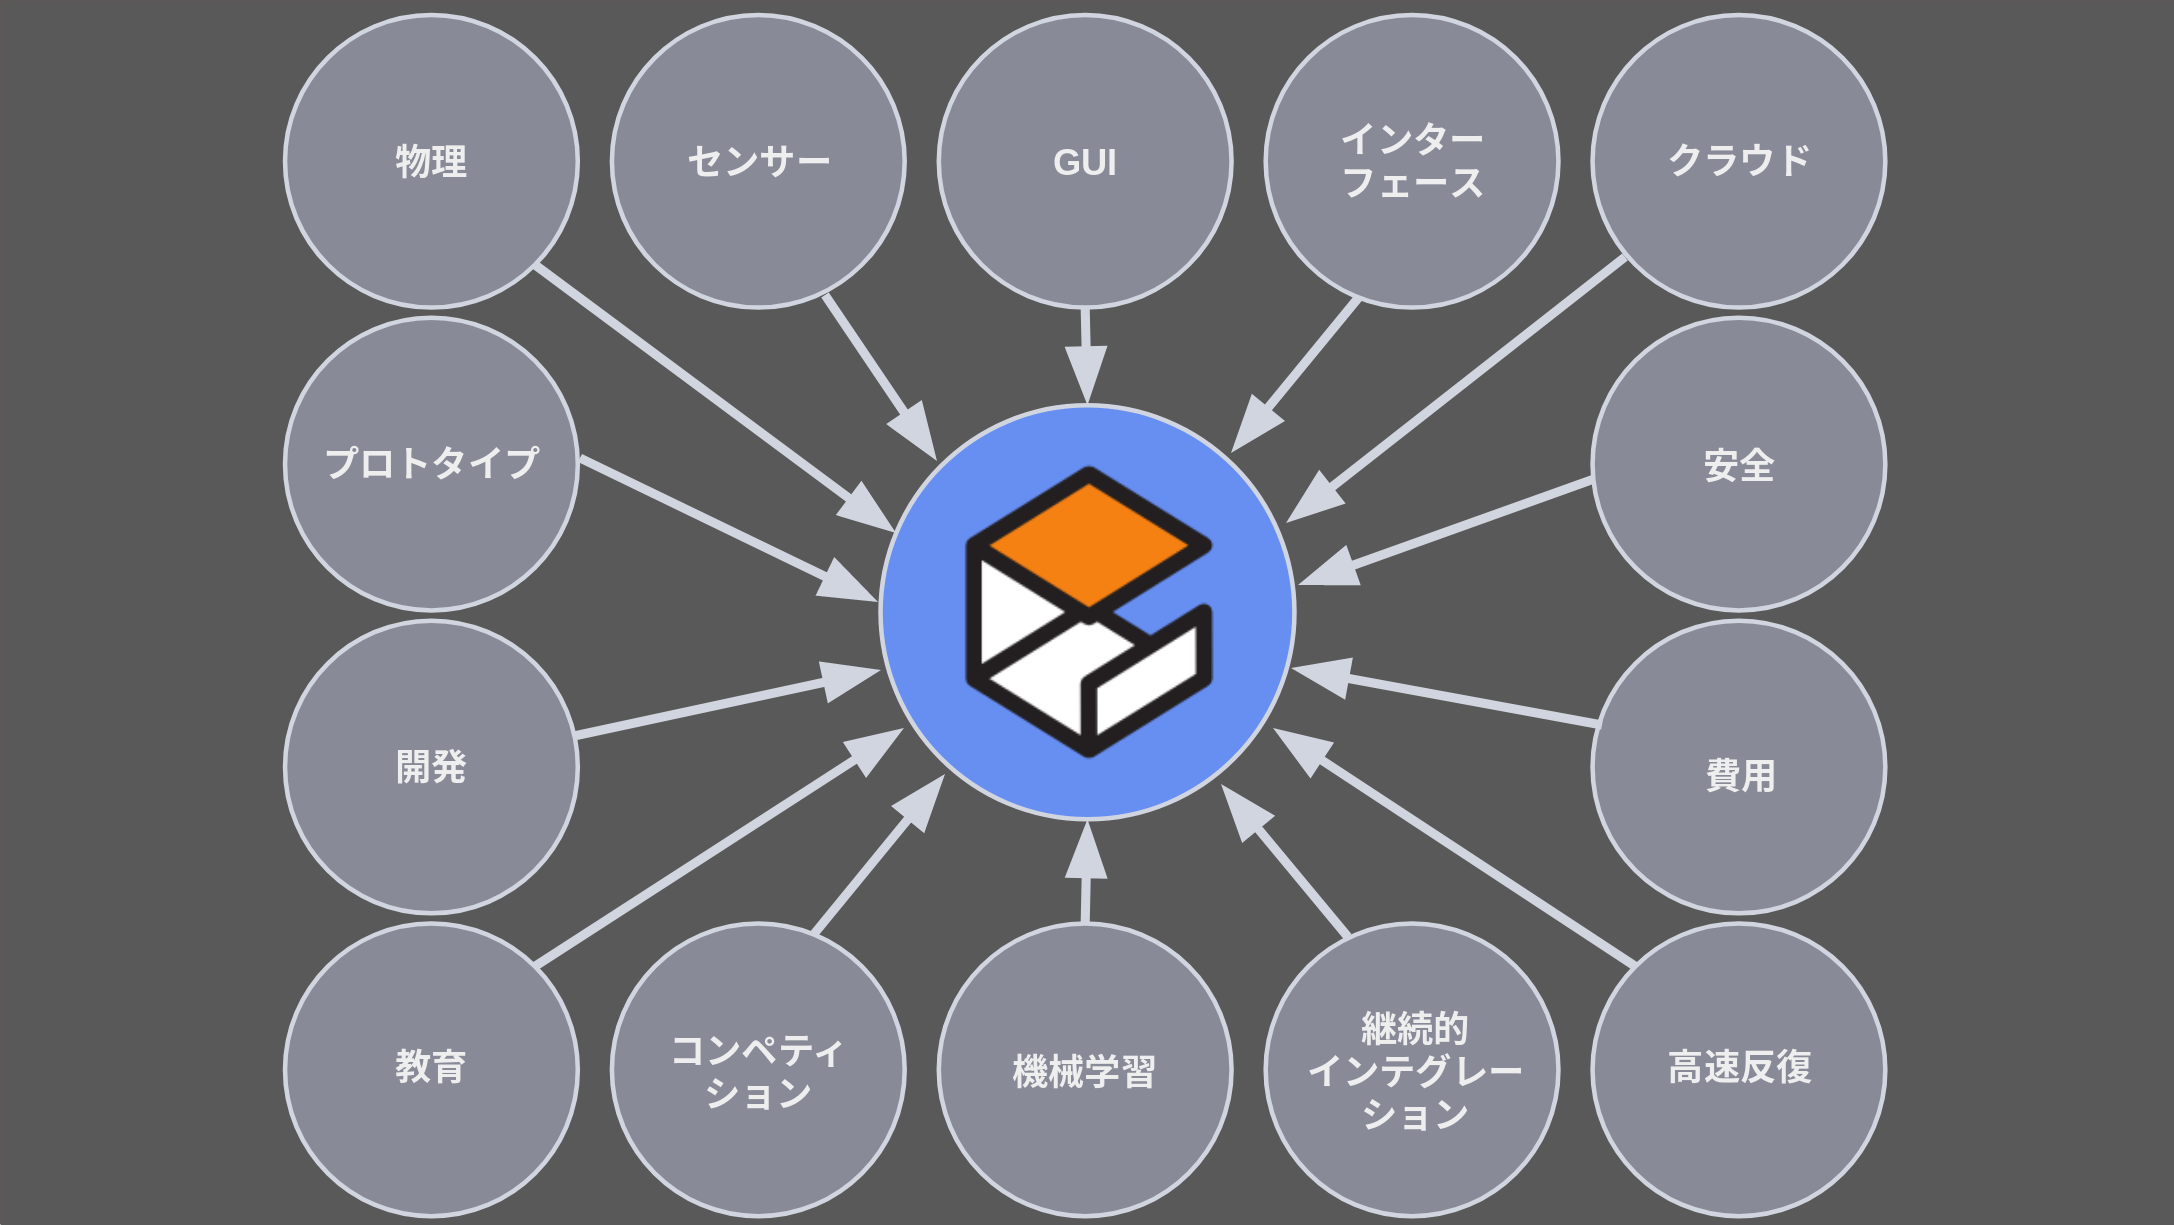 物理
センサー
GUI
インター
フェース
クラウド
プロトタイプ
安全
開発
費用
教育
コンペティ
ション
機械学習
継続的
インテグレー
ション
高速反復